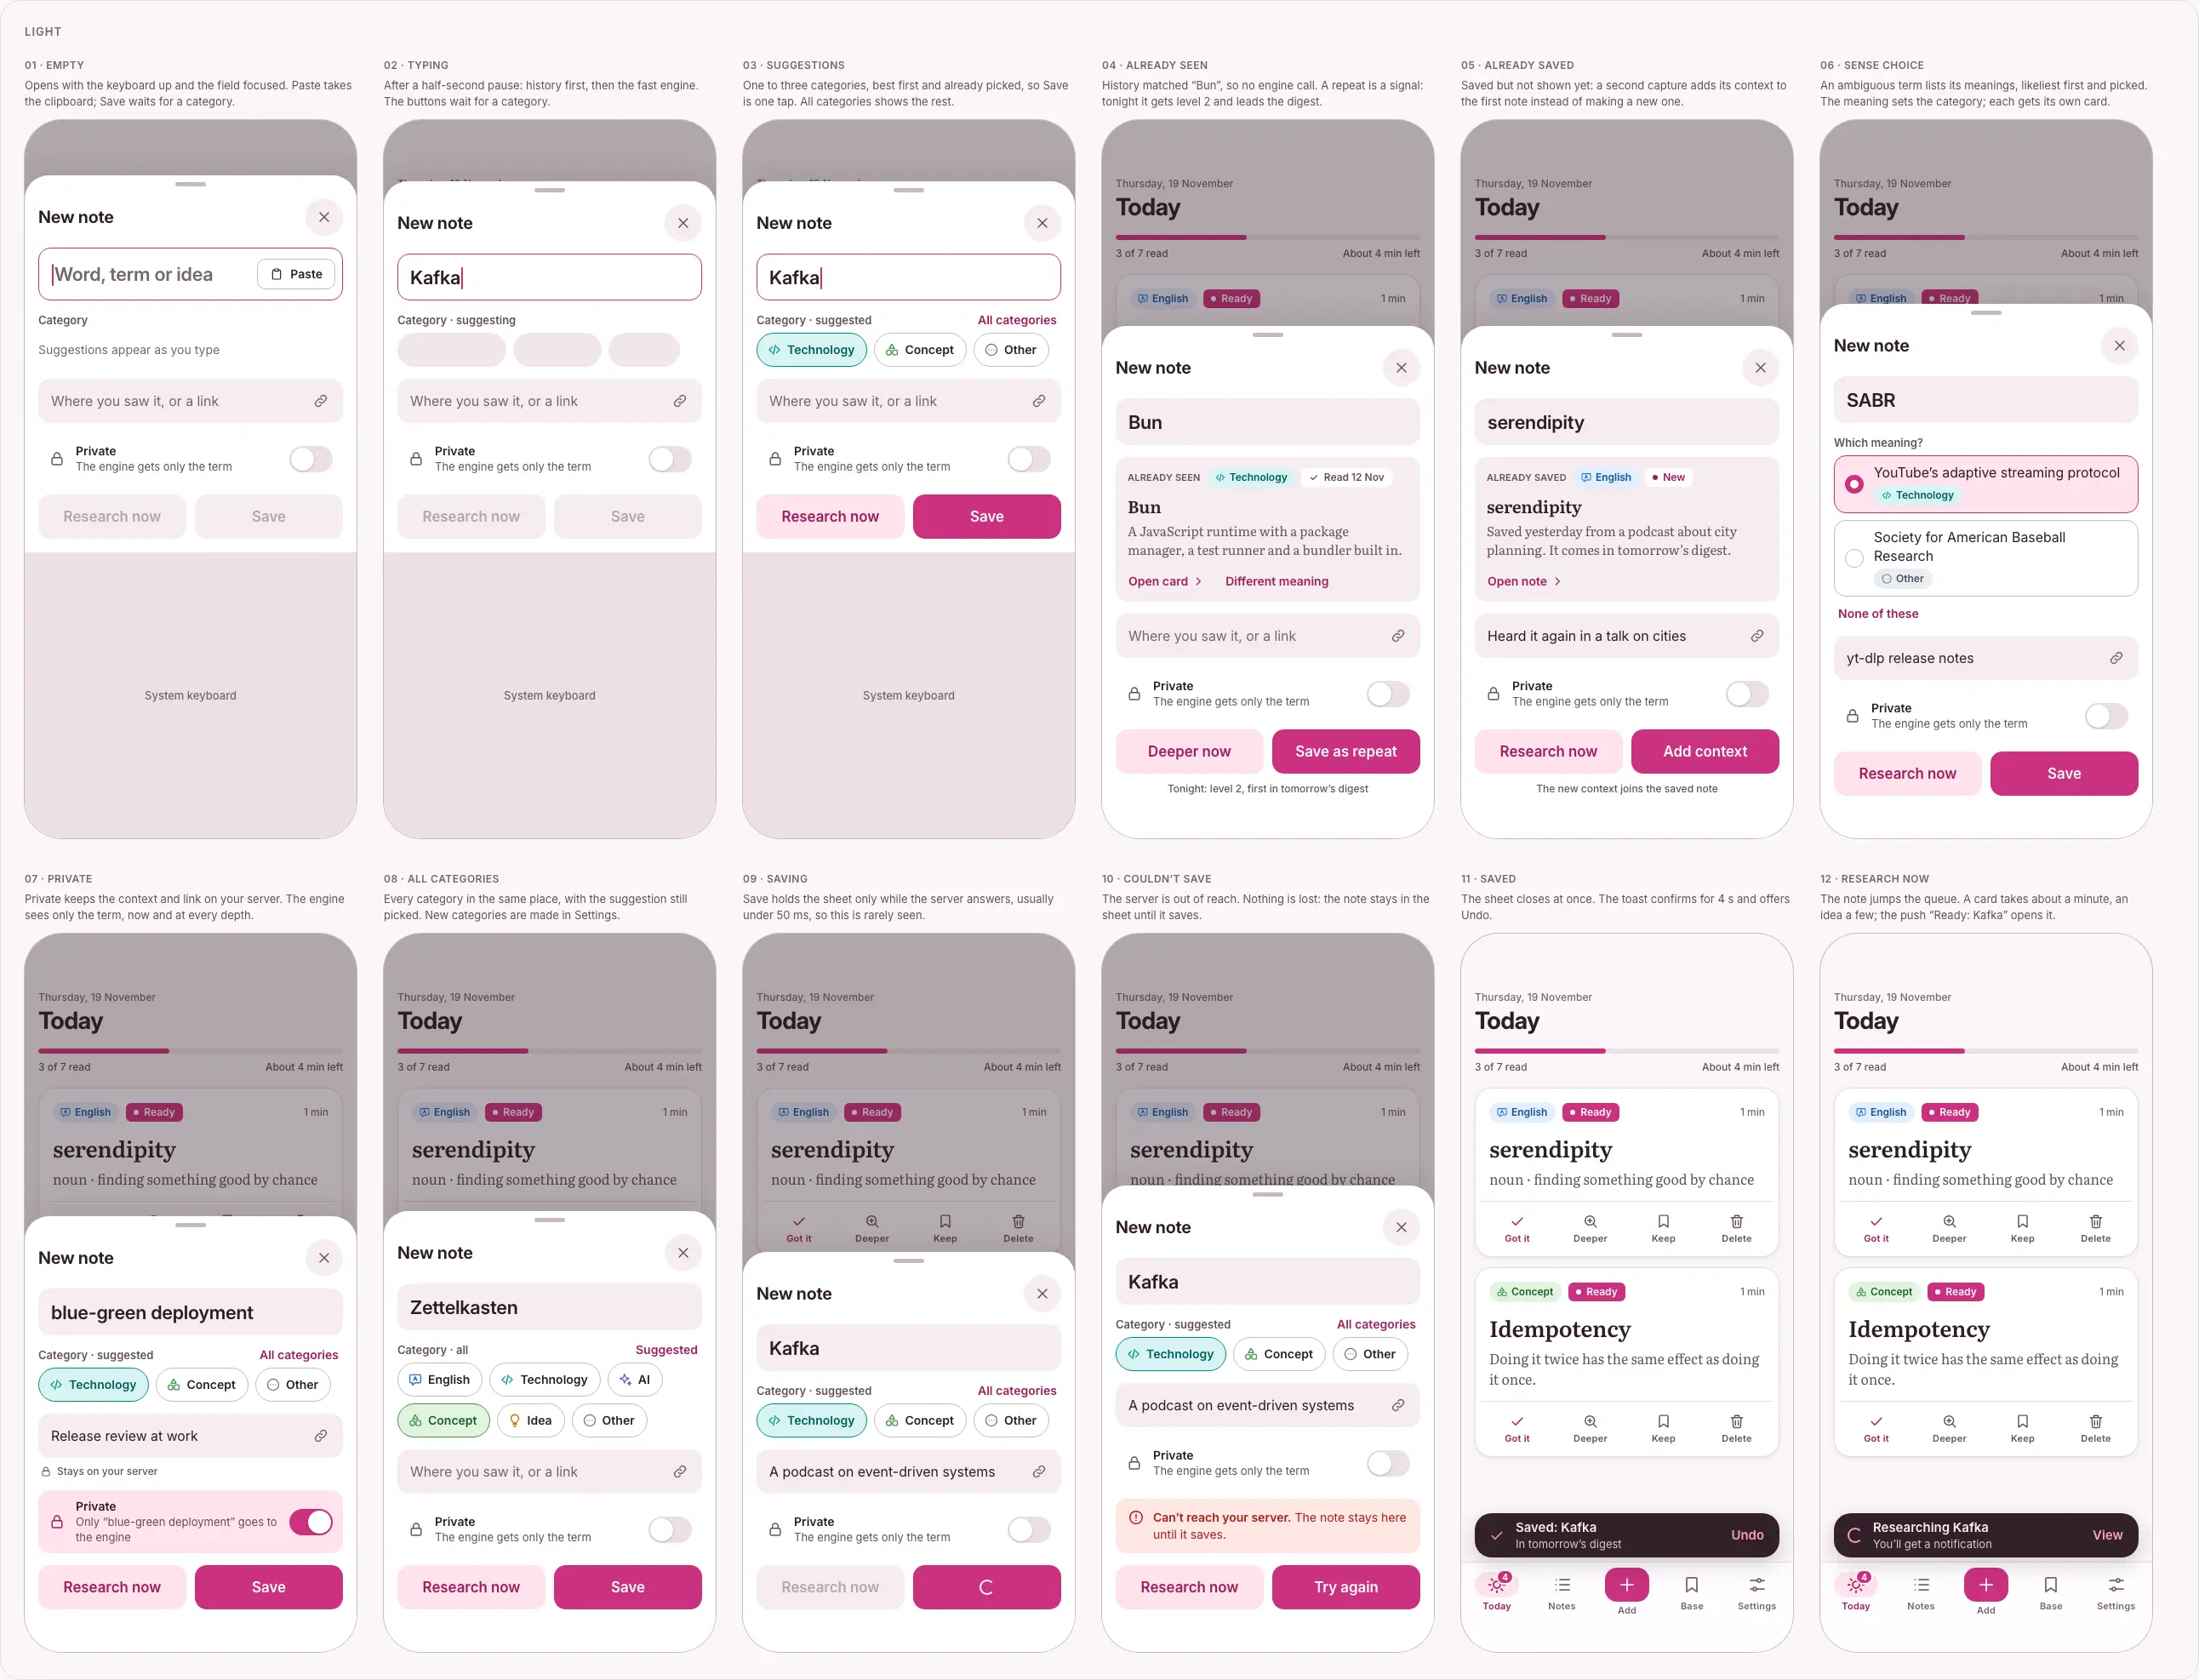 LIGHT
01 · EMPTY
Opens with the keyboard up and the field focused. Paste takes
the clipboard; Save waits for a category.
New note
Word, term or idea
Paste
Category
Suggestions appear as you type
Where you saw it, or a link
Private
The engine gets only the term
Research now
Save
System keyboard
02 · TYPING
After a half-second pause: history first, then the fast engine.
The buttons wait for a category.
New note
Kafka
Category · suggesting
Where you saw it, or a link
Private
The engine gets only the term
Research now
Save
System keyboard
03 · SUGGESTIONS
One to three categories, best first and already picked, so Save
is one tap. All categories shows the rest.
New note
Kafka
Category · suggested
All categories
Technology
Concept
Other
Where you saw it, or a link
Private
The engine gets only the term
Research now
Save
System keyboard
04 · ALREADY SEEN
History matched “Bun”, so no engine call. A repeat is a signal:
tonight it gets level 2 and leads the digest.
Thursday, 19 November
Today
3 of 7 read
About 4 min left
English
Ready
1 min
New note
Bun
ALREADY SEEN
Technology
Read 12 Nov
Bun
A JavaScript runtime with a package
manager, a test runner and a bundler built in.
Open card
Different meaning
Where you saw it, or a link
Private
The engine gets only the term
Deeper now
Save as repeat
Tonight: level 2, first in tomorrow’s digest
05 · ALREADY SAVED
Saved but not shown yet: a second capture adds its context to
the first note instead of making a new one.
Thursday, 19 November
Today
3 of 7 read
About 4 min left
English
Ready
1 min
New note
serendipity
ALREADY SAVED
English
New
serendipity
Saved yesterday from a podcast about city
planning. It comes in tomorrow’s digest.
Open note
Heard it again in a talk on cities
Private
The engine gets only the term
Research now
Add context
The new context joins the saved note
06 · SENSE CHOICE
An ambiguous term lists its meanings, likeliest first and picked.
The meaning sets the category; each gets its own card.
Thursday, 19 November
Today
3 of 7 read
About 4 min left
English
Ready
1 min
New note
SABR
Which meaning?
YouTube’s adaptive streaming protocol
Technology
Society for American Baseball
Research
Other
None of these
yt-dlp release notes
Private
The engine gets only the term
Research now
Save
07 · PRIVATE
Private keeps the context and link on your server. The engine
sees only the term, now and at every depth.
Thursday, 19 November
Today
3 of 7 read
About 4 min left
English
Ready
1 min
serendipity
noun · finding something good by chance
New note
blue-green deployment
Category · suggested
All categories
Technology
Concept
Other
Release review at work
Stays on your server
Private
Only “blue-green deployment” goes to
the engine
Research now
Save
08 · ALL CATEGORIES
Every category in the same place, with the suggestion still
picked. New categories are made in Settings.
Thursday, 19 November
Today
3 of 7 read
About 4 min left
English
Ready
1 min
serendipity
noun · finding something good by chance
New note
Zettelkasten
Category · all
Suggested
English
Technology
AI
Concept
Idea
Other
Where you saw it, or a link
Private
The engine gets only the term
Research now
Save
09 · SAVING
Save holds the sheet only while the server answers, usually
under 50 ms, so this is rarely seen.
Thursday, 19 November
Today
3 of 7 read
About 4 min left
English
Ready
1 min
serendipity
noun · finding something good by chance
Got it
Deeper
Keep
Delete
New note
Kafka
Category · suggested
All categories
Technology
Concept
Other
A podcast on event-driven systems
Private
The engine gets only the term
Research now
10 · COULDN’T SAVE
The server is out of reach. Nothing is lost: the note stays in the
sheet until it saves.
Thursday, 19 November
Today
3 of 7 read
About 4 min left
English
Ready
1 min
serendipity
noun · finding something good by chance
New note
Kafka
Category · suggested
All categories
Technology
Concept
Other
A podcast on event-driven systems
Private
The engine gets only the term
Can’t reach your server. The note stays here
until it saves.
Research now
Try again
11 · SAVED
The sheet closes at once. The toast confirms for 4 s and offers
Undo.
Thursday, 19 November
Today
3 of 7 read
About 4 min left
English
Ready
1 min
serendipity
noun · finding something good by chance
Got it
Deeper
Keep
Delete
Concept
Ready
1 min
Idempotency
Doing it twice has the same effect as doing
it once.
Got it
Deeper
Keep
Delete
Saved: Kafka
In tomorrow’s digest
Undo
4
Today
Notes
Add
Base
Settings
12 · RESEARCH NOW
The note jumps the queue. A card takes about a minute, an
idea a few; the push “Ready: Kafka” opens it.
Thursday, 19 November
Today
3 of 7 read
About 4 min left
English
Ready
1 min
serendipity
noun · finding something good by chance
Got it
Deeper
Keep
Delete
Concept
Ready
1 min
Idempotency
Doing it twice has the same effect as doing
it once.
Got it
Deeper
Keep
Delete
Researching Kafka
You’ll get a notification
View
4
Today
Notes
Add
Base
Settings